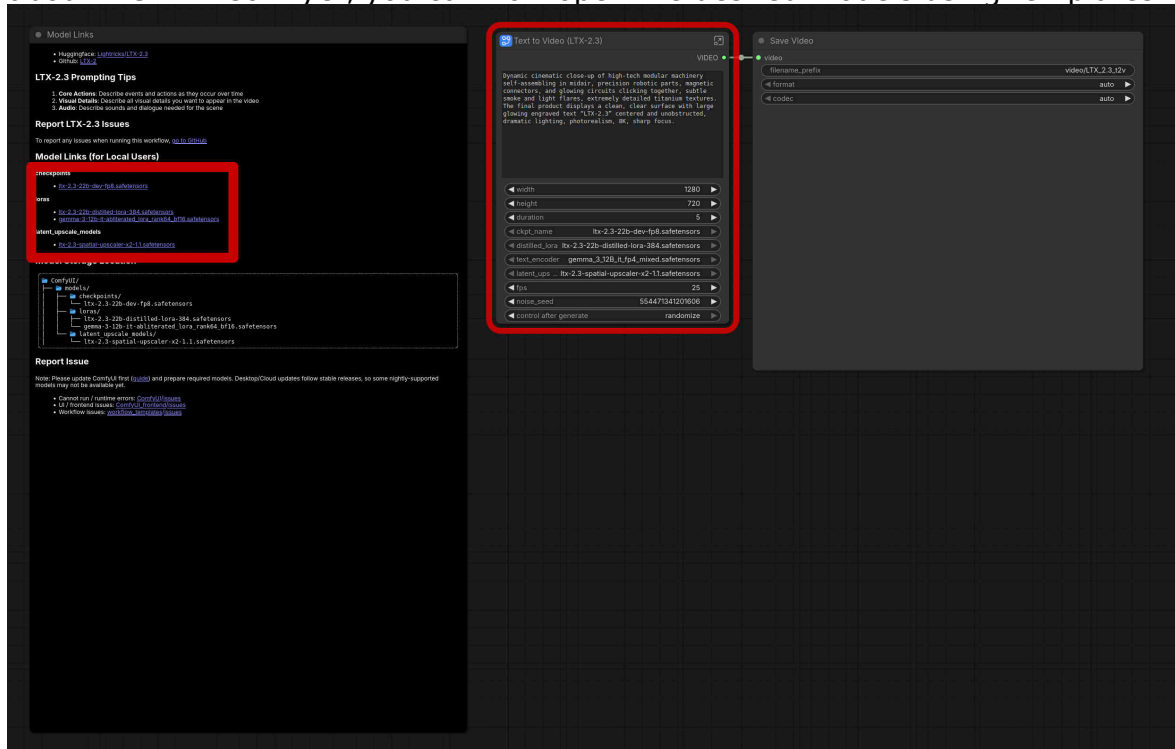 Model Links
Huggingface: Lightricks/LTX-2.3
Github: LTX-2
LTX-2.3 Prompting Tips
1. Core Actions: Describe events and actions as they occur over time
2. Visual Details: Describe all visual details you want to appear in the video
3. Audio: Describe sounds and dialogue needed for the scene
Report LTX-2.3 Issues
To report any issues when running this workflow, go to GitHub
Model Links (for Local Users)
checkpoints
ltx-2.3-22b-dev-fp8.safetensors
loras
ltx-2.3-22b-distilled-lora-384.safetensors
gemma-3-12b-it-abliterated_lora_rank64_bf16.safetensors
latent_upscale_models
ltx-2.3-spatial-upscaler-x2-1.1.safetensors
Model Storage Location
ComfyUI/
models/
checkpoints/
ltx-2.3-22b-dev-fp8.safetensors
loras/
ltx-2.3-22b-distilled-lora-384.safetensors
gemma-3-12b-it-abliterated_lora_rank64_bf16.safetensors
latent_upscale_models/
ltx-2.3-spatial-upscaler-x2-1.1.safetensors
Report Issue
Note: Please update ComfyUI first (guide) and prepare required models. Desktop/Cloud updates follow stable releases, so some nightly-supported
models may not be available yet.
Cannot run / runtime errors: ComfyUI/issues
UI / frontend issues: ComfyUI_frontend/issues
Workflow issues: workflow_templates/issues
Text to Video (LTX-2.3)
VIDEO
Dynamic cinematic close-up of high-tech modular machinery
self-assembling in midair, precision robotic parts, magnetic
connectors, and glowing circuits clicking together, subtle
smoke and light flares, extremely detailed titanium textures.
The final product displays a clean, clear surface with large
glowing engraved text "LTX-2.3" centered and unobstructed,
dramatic lighting, photorealism, 8K, sharp focus.
width 1280
height 720
duration 5
ckpt_name ltx-2.3-22b-dev-fp8.safetensors
distilled_lora ltx-2.3-22b-distilled-lora-384.safetensors
text_encoder gemma_3_12B_it_fp4_mixed.safetensors
latent_ups ... ltx-2.3-spatial-upscaler-x2-1.1.safetensors
fps 25
noise_seed 554471341201606
control after generate randomize
Save Video
video
filename_prefix video/LTX_2.3_t2v
format auto
codec auto